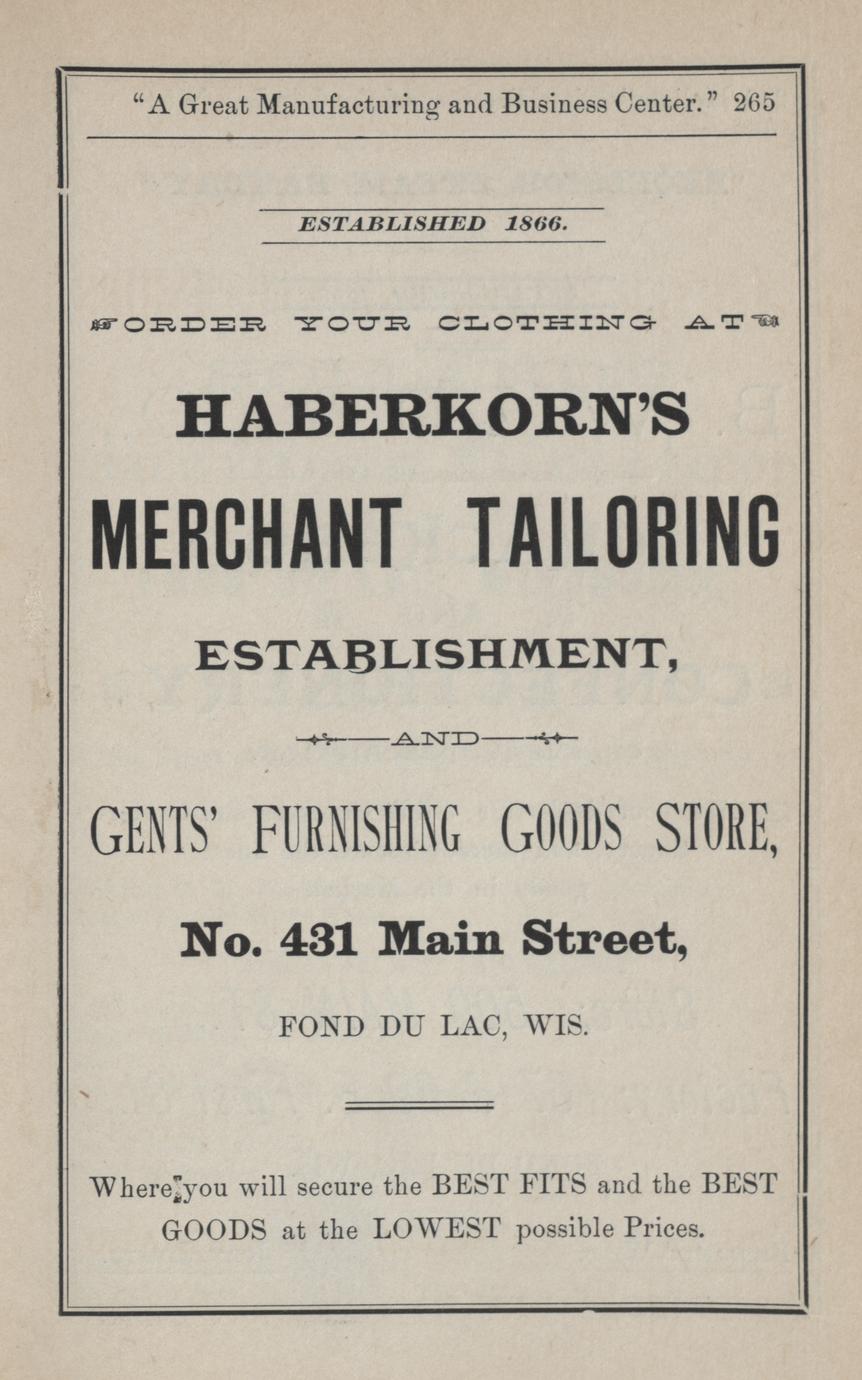 “A Great Manufacturing and Business Center.” 265
ESTABLISHED 1866.
☞ORDER YOUR CLOTHING AT☜
HABERKORN’S
MERCHANT TAILORING
ESTABLISHMENT,
AND
GENTS’ FURNISHING GOODS STORE,
No. 431 Main Street,
FOND DU LAC, WIS.
Where you will secure the BEST FITS and the BEST
GOODS at the LOWEST possible Prices.